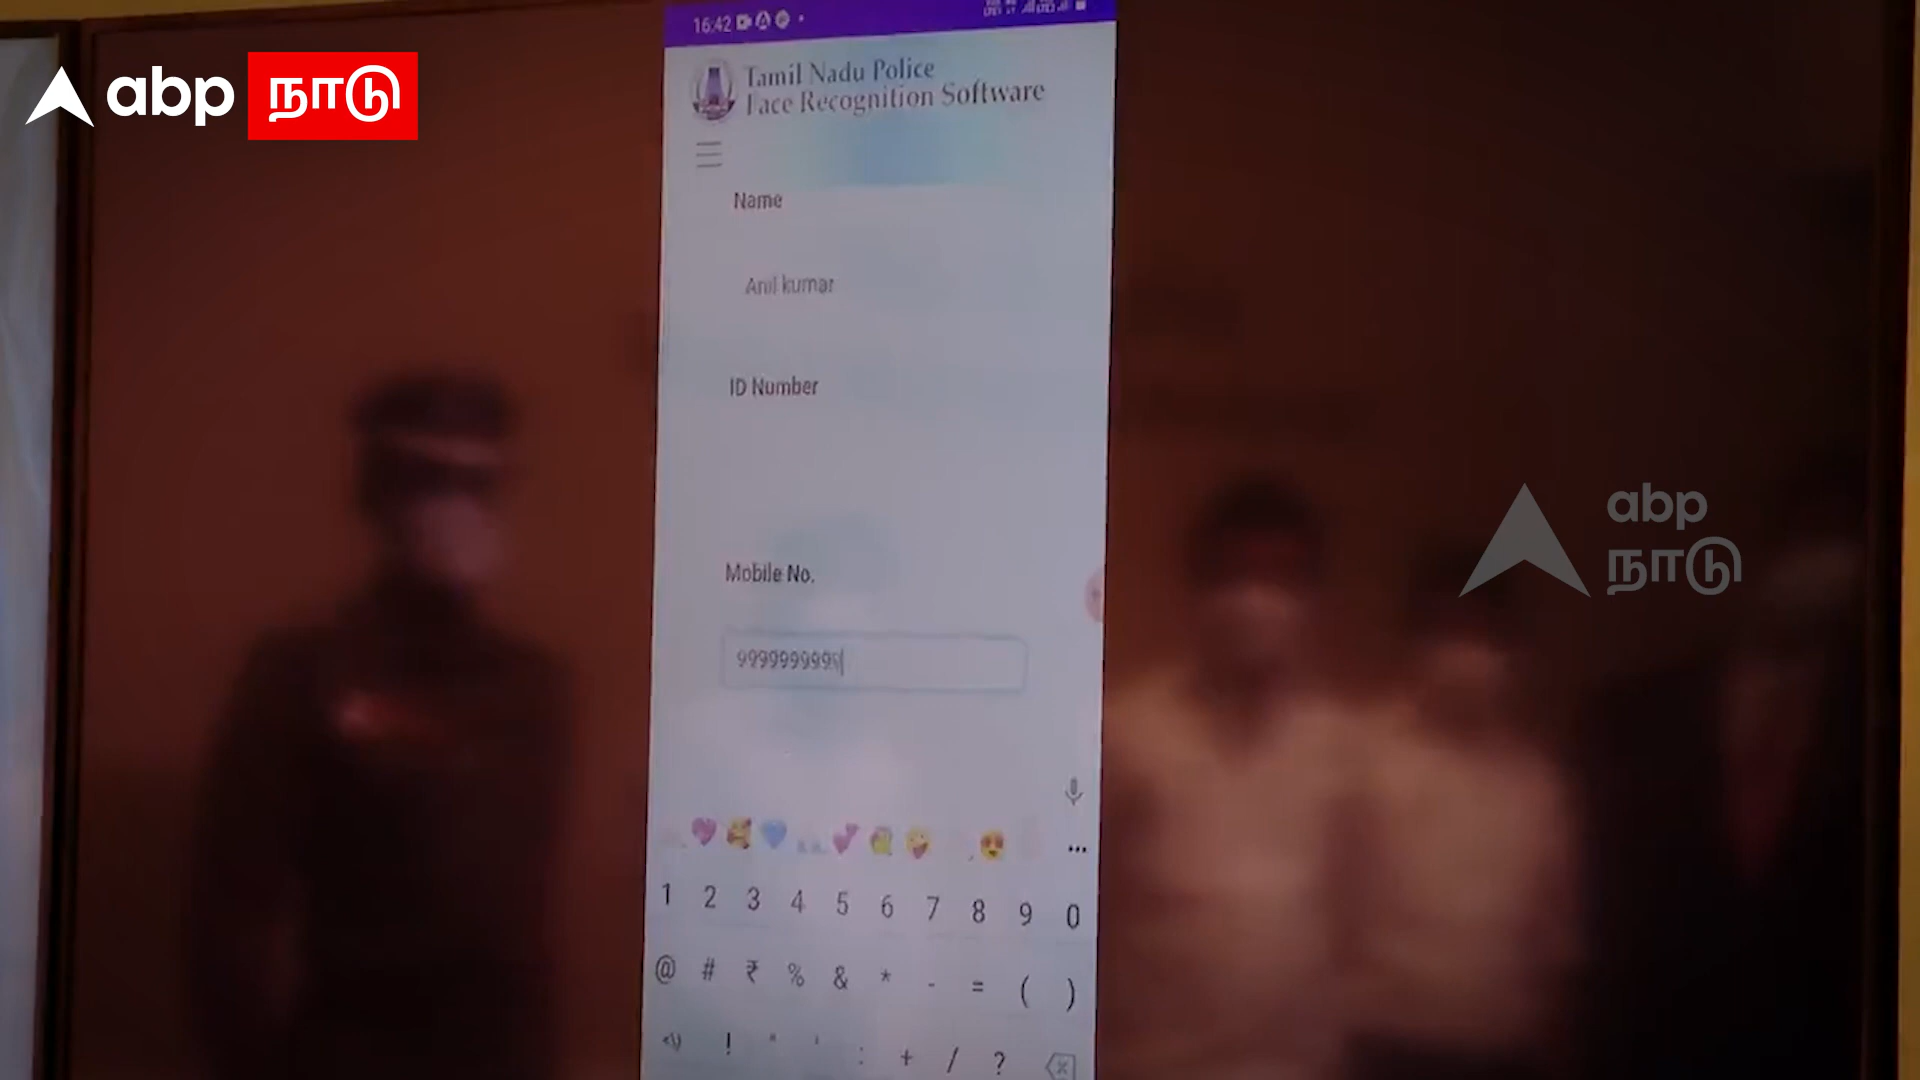 abp நாடு
16:42
Tamil Nadu Police
Face Recognition Software
Name
Anil kumar
ID Number
Mobile No.
abp
நாடு
1 2 3 4 5 6 7 8 9 0
@ # ₹ % & * - = ( )
! " ' : + / ?